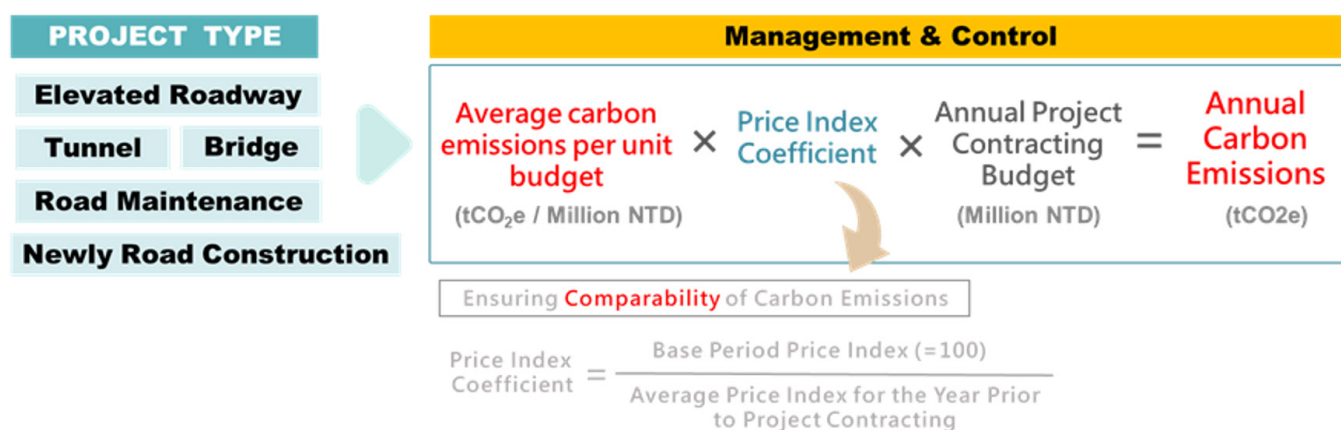 PROJECT TYPE
Elevated Roadway
Tunnel
Bridge
Road Maintenance
Newly Road Construction
Management & Control
Average carbon
emissions per unit
budget
(tCO₂e / Million NTD)
×
Price Index
Coefficient
×
Annual Project
Contracting
Budget
(Million NTD)
=
Annual
Carbon
Emissions
(tCO2e)
Ensuring Comparability of Carbon Emissions
Price Index
Coefficient
=
Base Period Price Index (=100)
Average Price Index for the Year Prior
to Project Contracting